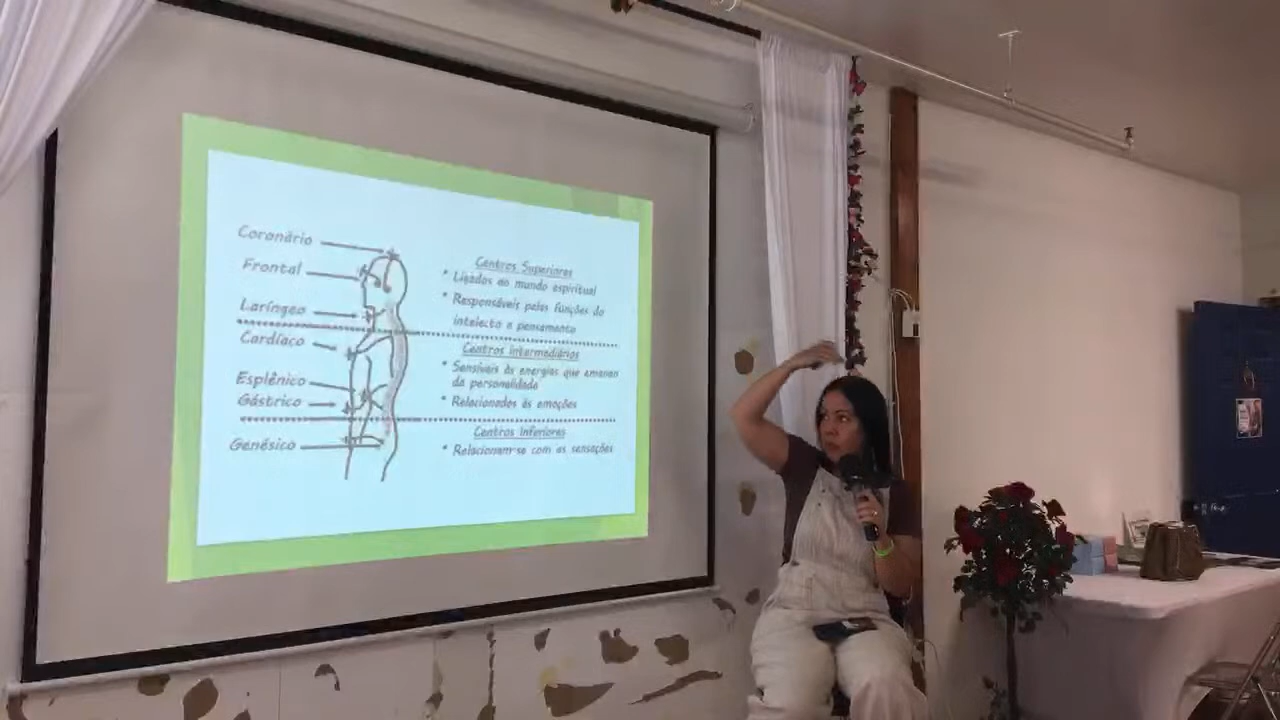 Coronário
Frontal
Laríngeo
Cardíaco
Esplênico
Gástrico
Genésico
Centros Superiores
* Ligados ao mundo espiritual
* Responsáveis pelas funções do
intelecto e pensamento
Centros Intermediários
* Sensíveis às energias que emanam
da personalidade
* Relacionados às emoções
Centros Inferiores
* Relacionam-se com as sensações